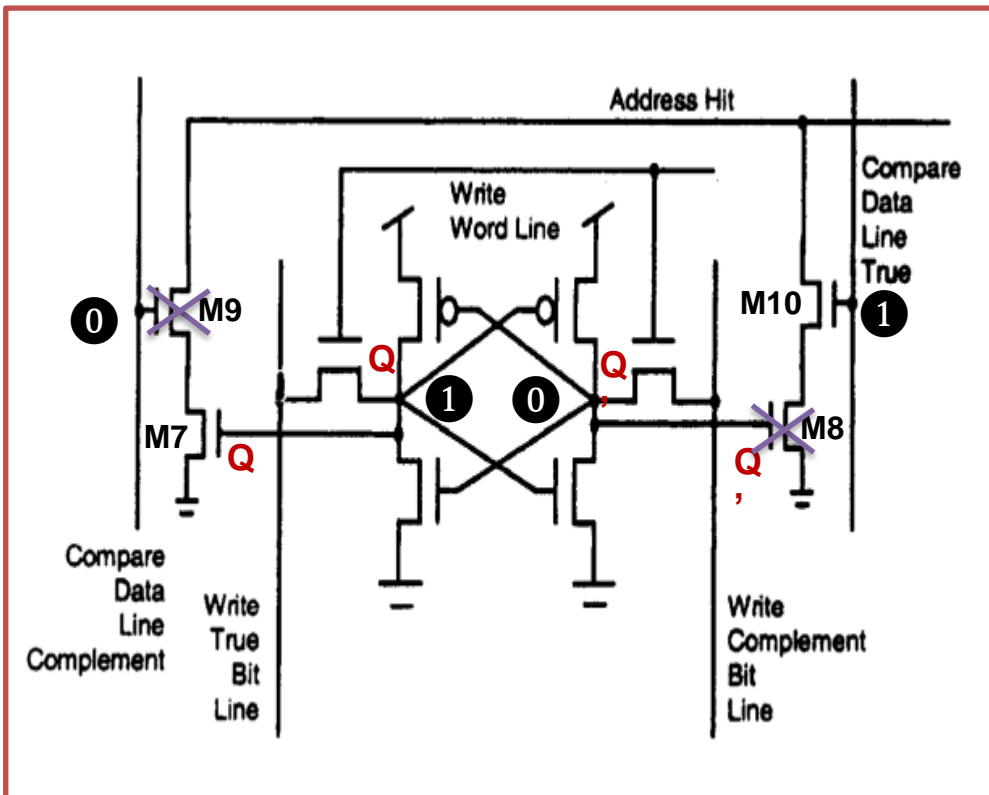 Address Hit
Compare
Data
Line
True
Write
Word Line
0
M9
M10
1
Q
Q
’
1
0
M7
Q
M8
Q
’
Compare
Data
Line
Complement
Write
True
Bit
Line
Write
Complement
Bit
Line